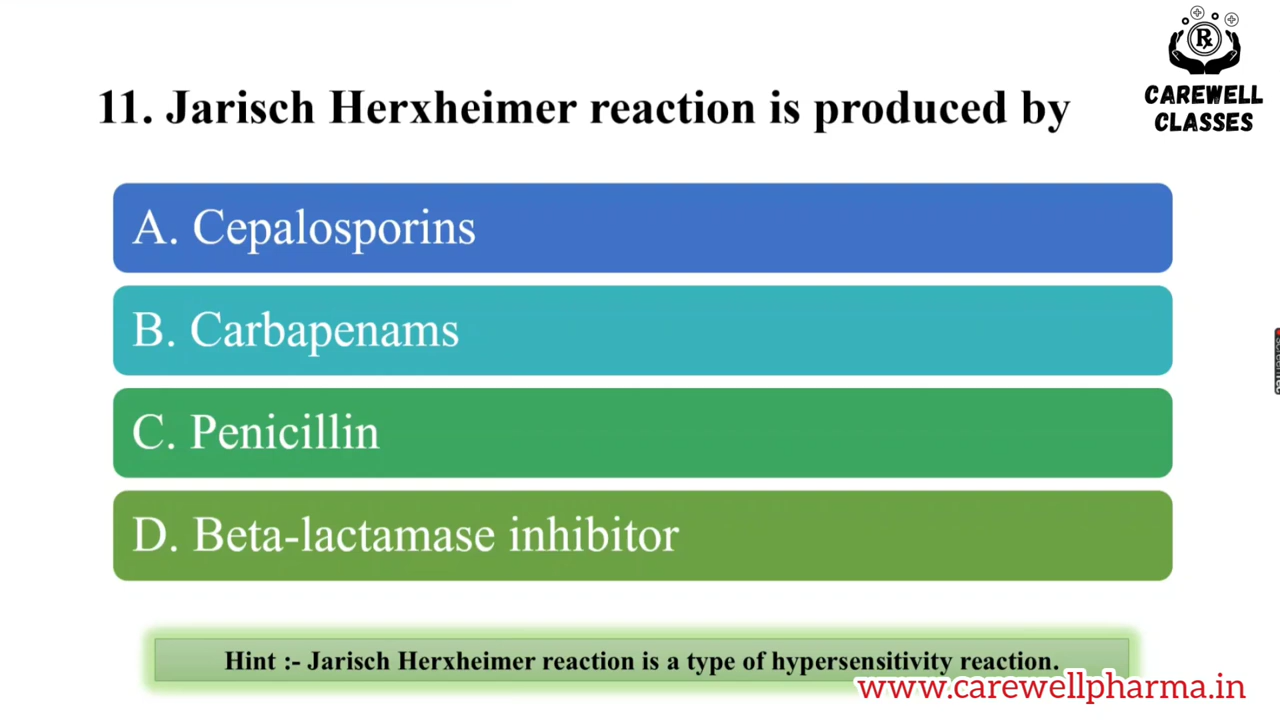 CAREWELL
CLASSES
11. Jarisch Herxheimer reaction is produced by
A. Cepalosporins
B. Carbapenams
C. Penicillin
D. Beta-lactamase inhibitor
Hint :- Jarisch Herxheimer reaction is a type of hypersensitivity reaction.
www.carewellpharma.in